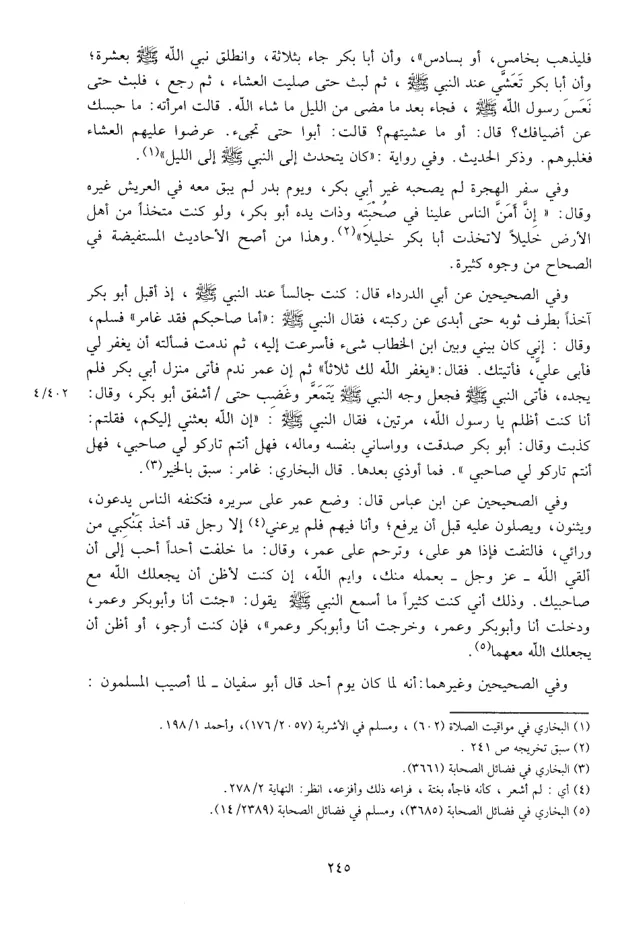 فليذهب بخامس، أو بسادس»، وأن أبا بكر جاء بثلاثة، وانطلق نبي الله ﷺ بعشرة؛
وأن أبا بكر تَعَشَّي عند النبي ﷺ ، ثم لبث حتى صليت العشاء ، ثم رجع ، فلبث حتى
نَعَسَ رسول الله ﷺ ، فجاء بعد ما مضى من الليل ما شاء الله. قالت امرأته: ما حبسك
عن أضيافك؟ قال: أو ما عشيتهم؟ قالت: أبوا حتى تجىء. عرضوا عليهم العشاء
فغلبوهم. وذكر الحديث. وفي رواية :«كان يتحدث إلى النبي ﷺ إلى الليل»(١).
وفي سفر الهجرة لم يصحبه غير أبي بكر، ويوم بدر لم يبق معه في العريش غيره
وقال: « إنَّ أمَنَّ الناس علينا في صُحْبَتِه وذات يده أبو بكر، ولو كنت متخذاً من أهل
الأرض خليلاً لاتخذت أبا بكر خليلاً»(٢). وهذا من أصح الأحاديث المستفيضة في
الصحاح من وجوه كثيرة.
وفي الصحيحين عن أبي الدرداء قال: كنت جالساً عند النبي ﷺ ، إذ أقبل أبو بكر
آخذاً بطرف ثوبه حتى أبدى عن ركبته، فقال النبي ﷺ :«أما صاحبكم فقد غامر» فسلم،
وقال : إني كان بيني وبين ابن الخطاب شىء فأسرعت إليه، ثم ندمت فسألته أن يغفر لي
فأبى عليَّ، فأتيتك. فقال:«يغفر الله لك ثلاثاً» ثم إن عمر ندم فأتى منزل أبي بكر فلم
يجده، فأتى النبي ﷺ فجعل وجه النبي ﷺ يَتَمَعَّر وغَضِب حتى / أشفق أبو بكر، وقال: ٤/٤٠٢
أنا كنت أظلم يا رسول الله، مرتين، فقال النبي ﷺ : «إن الله بعثني إليكم، فقلتم:
كذبت وقال: أبو بكر صدقت، وواساني بنفسه وماله، فهل أنتم تاركو لي صاحبي، فهل
أنتم تاركو لي صاحبي ». فما أوذي بعدها. قال البخاري: غامر: سبق بالخير(٣).
وفي الصحيحين عن ابن عباس قال: وضع عمر على سريره فتكنفه الناس يدعون،
ويثنون، ويصلون عليه قبل أن يرفع؛ وأنا فيهم فلم يرعني(٤) إلا رجل قد أخذ بمَنْكِبي من
ورائي، فالتفت فإذا هو على، وترحم على عمر، وقال: ما خلفت أحداً أحب إلى أن
ألقي الله ـ عز وجل ـ بعمله منك، وايم الله، إن كنت لأظن أن يجعلك الله مع
صاحبيك. وذلك أني كنت كثيراً ما أسمع النبي ﷺ يقول: «جئت أنا وأبوبكر وعمر،
ودخلت أنا وأبوبكر وعمر، وخرجت أنا وأبوبكر وعمر»، فإن كنت أرجو، أو أظن أن
يجعلك الله معهما(٥).
وفي الصحيحين وغيرهما:أنه لما كان يوم أحد قال أبو سفيان ـ لما أصيب المسلمون :
(١) البخاري في مواقيت الصلاة (٦٠٢) ، ومسلم في الأشربة (١٧٦/٢٠٥٧)، وأحمد ١٩٨/١.
(٢) سبق تخريجه ص ٢٤١ .
(٣) البخاري في فضائل الصحابة (٣٦٦١).
(٤) أي : لم أشعر ، كأنه فاجأه بغتة ، فراعه ذلك وأفزعه، انظر: النهاية ٢٧٨/٢.
(٥) البخاري في فضائل الصحابة (٣٦٨٥)، ومسلم في فضائل الصحابة (١٤/٢٣٨٩).
٢٤٥